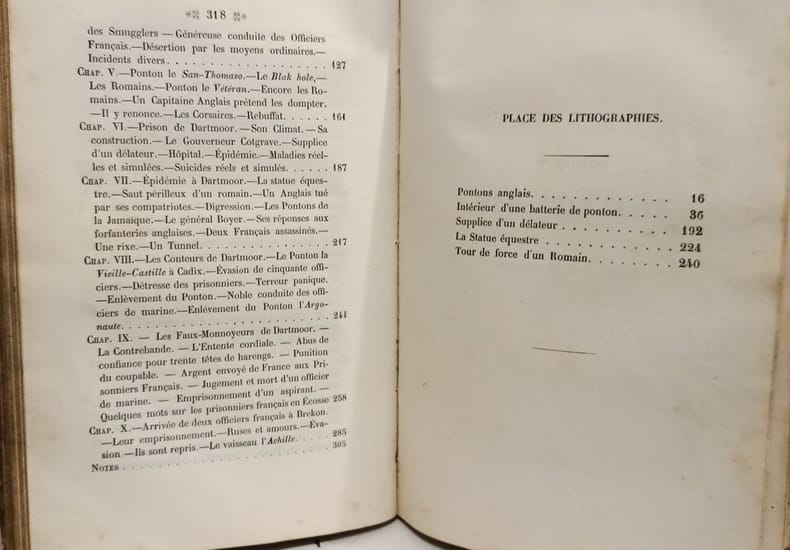 318
des Smugglers — Généreuse conduite des Officiers
Français.—Désertion par les moyens ordinaires.—
Incidents divers . . . . . . . . . . . . . . . . . . 127
CHAP. V.—Ponton le San-Thomaso.—Le Blak hole,—
Les Romains.—Ponton le Vétéran.—Encore les Ro-
mains.—Un Capitaine Anglais prétend les dompter.
—Il y renonce.—Les Corsaires.—Rebuffat. . . . . . 161
CHAP. VI.—Prison de Dartmoor.—Son Climat.—Sa
construction.— Le Gouverneur Cotgrave.—Supplice
d'un délateur.—Hôpital.—Épidémie.—Maladies réel-
les et simulées.—Suicides réels et simulés. . . . . . 187
CHAP. VII.—Épidémie à Dartmoor.—La statue éques-
tre.—Saut périlleux d'un romain.—Un Anglais tué
par ses compatriotes.—Digression.—Les Pontons de
la Jamaïque.—Le général Boyer.—Ses réponses aux
forfanteries anglaises.—Deux Français assassinés.—
Une rixe.—Un Tunnel. . . . . . . . . . . . . . . 217
CHAP. VIII.—Les Conteurs de Dartmoor.—Le Ponton la
Vieille-Castille à Cadix.—Évasion de cinquante offi-
ciers.—Détresse des prisonniers.—Terreur panique.
—Enlèvement du Ponton.—Noble conduite des offi-
ciers de marine.—Enlévement du Ponton l'Argo-
naute. . . . . . . . . . . . . . . . . . . . . . 241
CHAP. IX. — Les Faux-Monnoyeurs de Dartmoor. —
La Contrebande. — L'Entente cordiale. — Abus de
confiance pour trente têtes de harengs. — Punition
du coupable. — Argent envoyé de France aux Pri-
sonniers Français. — Jugement et mort d'un officier
de marine. — Emprisonnement d'un aspirant. —
Quelques mots sur les prisonniers français en Écosse 258
CHAP. X.—Arrivée de deux officiers français à Brékon.
—Leur emprisonnement.—Ruses et amours.—Éva-
sion.—Ils sont repris.—Le vaisseau l'Achille. . . . . 285
NOTES . . . . . . . . . . . . . . . . . . . . . . 305
PLACE DES LITHOGRAPHIES.
Pontons anglais. . . . . . . . . . . . . 16
Intérieur d'une batterie de ponton. . . . . . 36
Supplice d'un délateur . . . . . . . . . . 192
La Statue équestre . . . . . . . . . . . . 224
Tour de force d'un Romain. . . . . . . . . 240